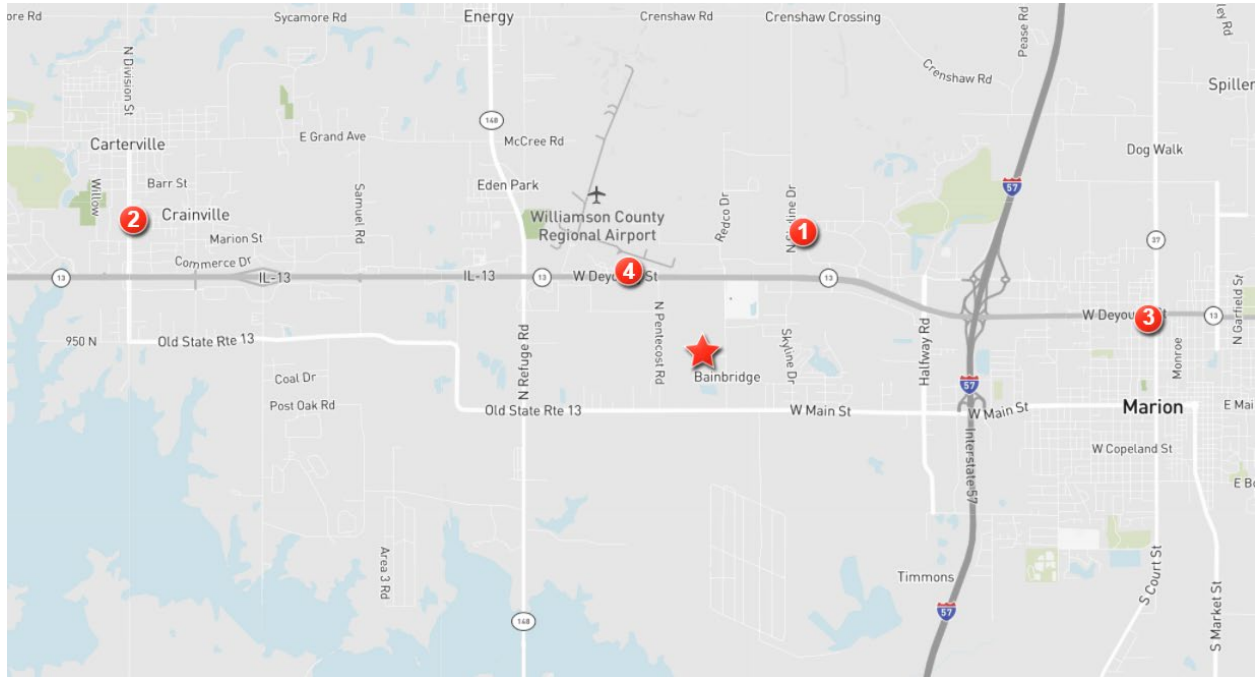 ore Rd
Sycamore Rd
Energy
Crenshaw Rd
Crenshaw Crossing
Pease Rd
ley Rd
N Division St
Crenshaw Rd
Spiller
148
McCree Rd
E Grand Ave
Carterville
Dog Walk
Willow
Barr St
Eden Park
57
2
Crainville
Samuel Rd
Williamson County
Regional Airport
Redco Dr
1
Marion St
37
Commerce Dr
13
IL-13
IL-13
13
4
13
N Garfield St
W Deyou
3
13
950 N
Old State Rte 13
N Refuge Rd
N Pentecost Rd
Skyline Dr
Halfway Rd
Monroe
Coal Dr
Bainbridge
57
Post Oak Rd
Old State Rte 13
W Main St
W Main St
Marion
E Mai
Interstate 57
W Copeland St
E Bo
Area 3 Rd
Timmons
57
148
S Court St
S Market St